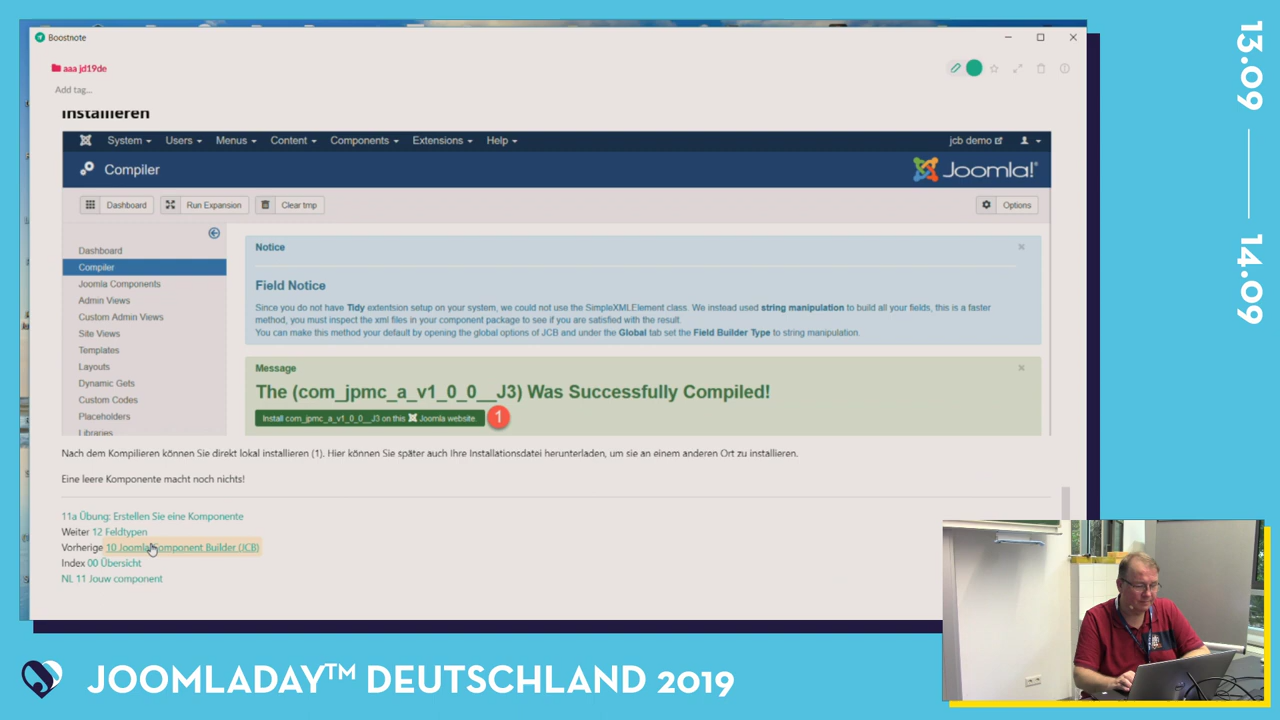 Boostnote
aaa jd19de
Add tag...
Installieren
System Users Menus Content Components Extensions Help jcb demo
Compiler Joomla!®
Dashboard Run Expansion Clear tmp Options
Dashboard
Compiler
Joomla Components
Admin Views
Custom Admin Views
Site Views
Templates
Layouts
Dynamic Gets
Custom Codes
Placeholders
Libraries
Notice
Field Notice
Since you do not have Tidy extentsion setup on your system, we could not use the SimpleXMLElement class. We instead used string manipulation to build all your fields, this is a faster
method, you must inspect the xml files in your component package to see if you are satisfied with the result.
You can make this method your default by opening the global options of JCB and under the Global tab set the Field Builder Type to string manipulation.
Message
The (com_jpmc_a_v1_0_0__J3) Was Successfully Compiled!
Install com_jpmc_a_v1_0_0__J3 on this Joomla website. 1
Nach dem Kompilieren können Sie direkt lokal installieren (1). Hier können Sie später auch Ihre Installationsdatei herunterladen, um sie an einem anderen Ort zu installieren.
Eine leere Komponente macht noch nichts!
11a Übung: Erstellen Sie eine Komponente
Weiter 12 Feldtypen
Vorherige 10 Joomla Component Builder (JCB)
Index 00 Übersicht
NL 11 Jouw component
13.09
14.09
JOOMLADAY™ DEUTSCHLAND 2019